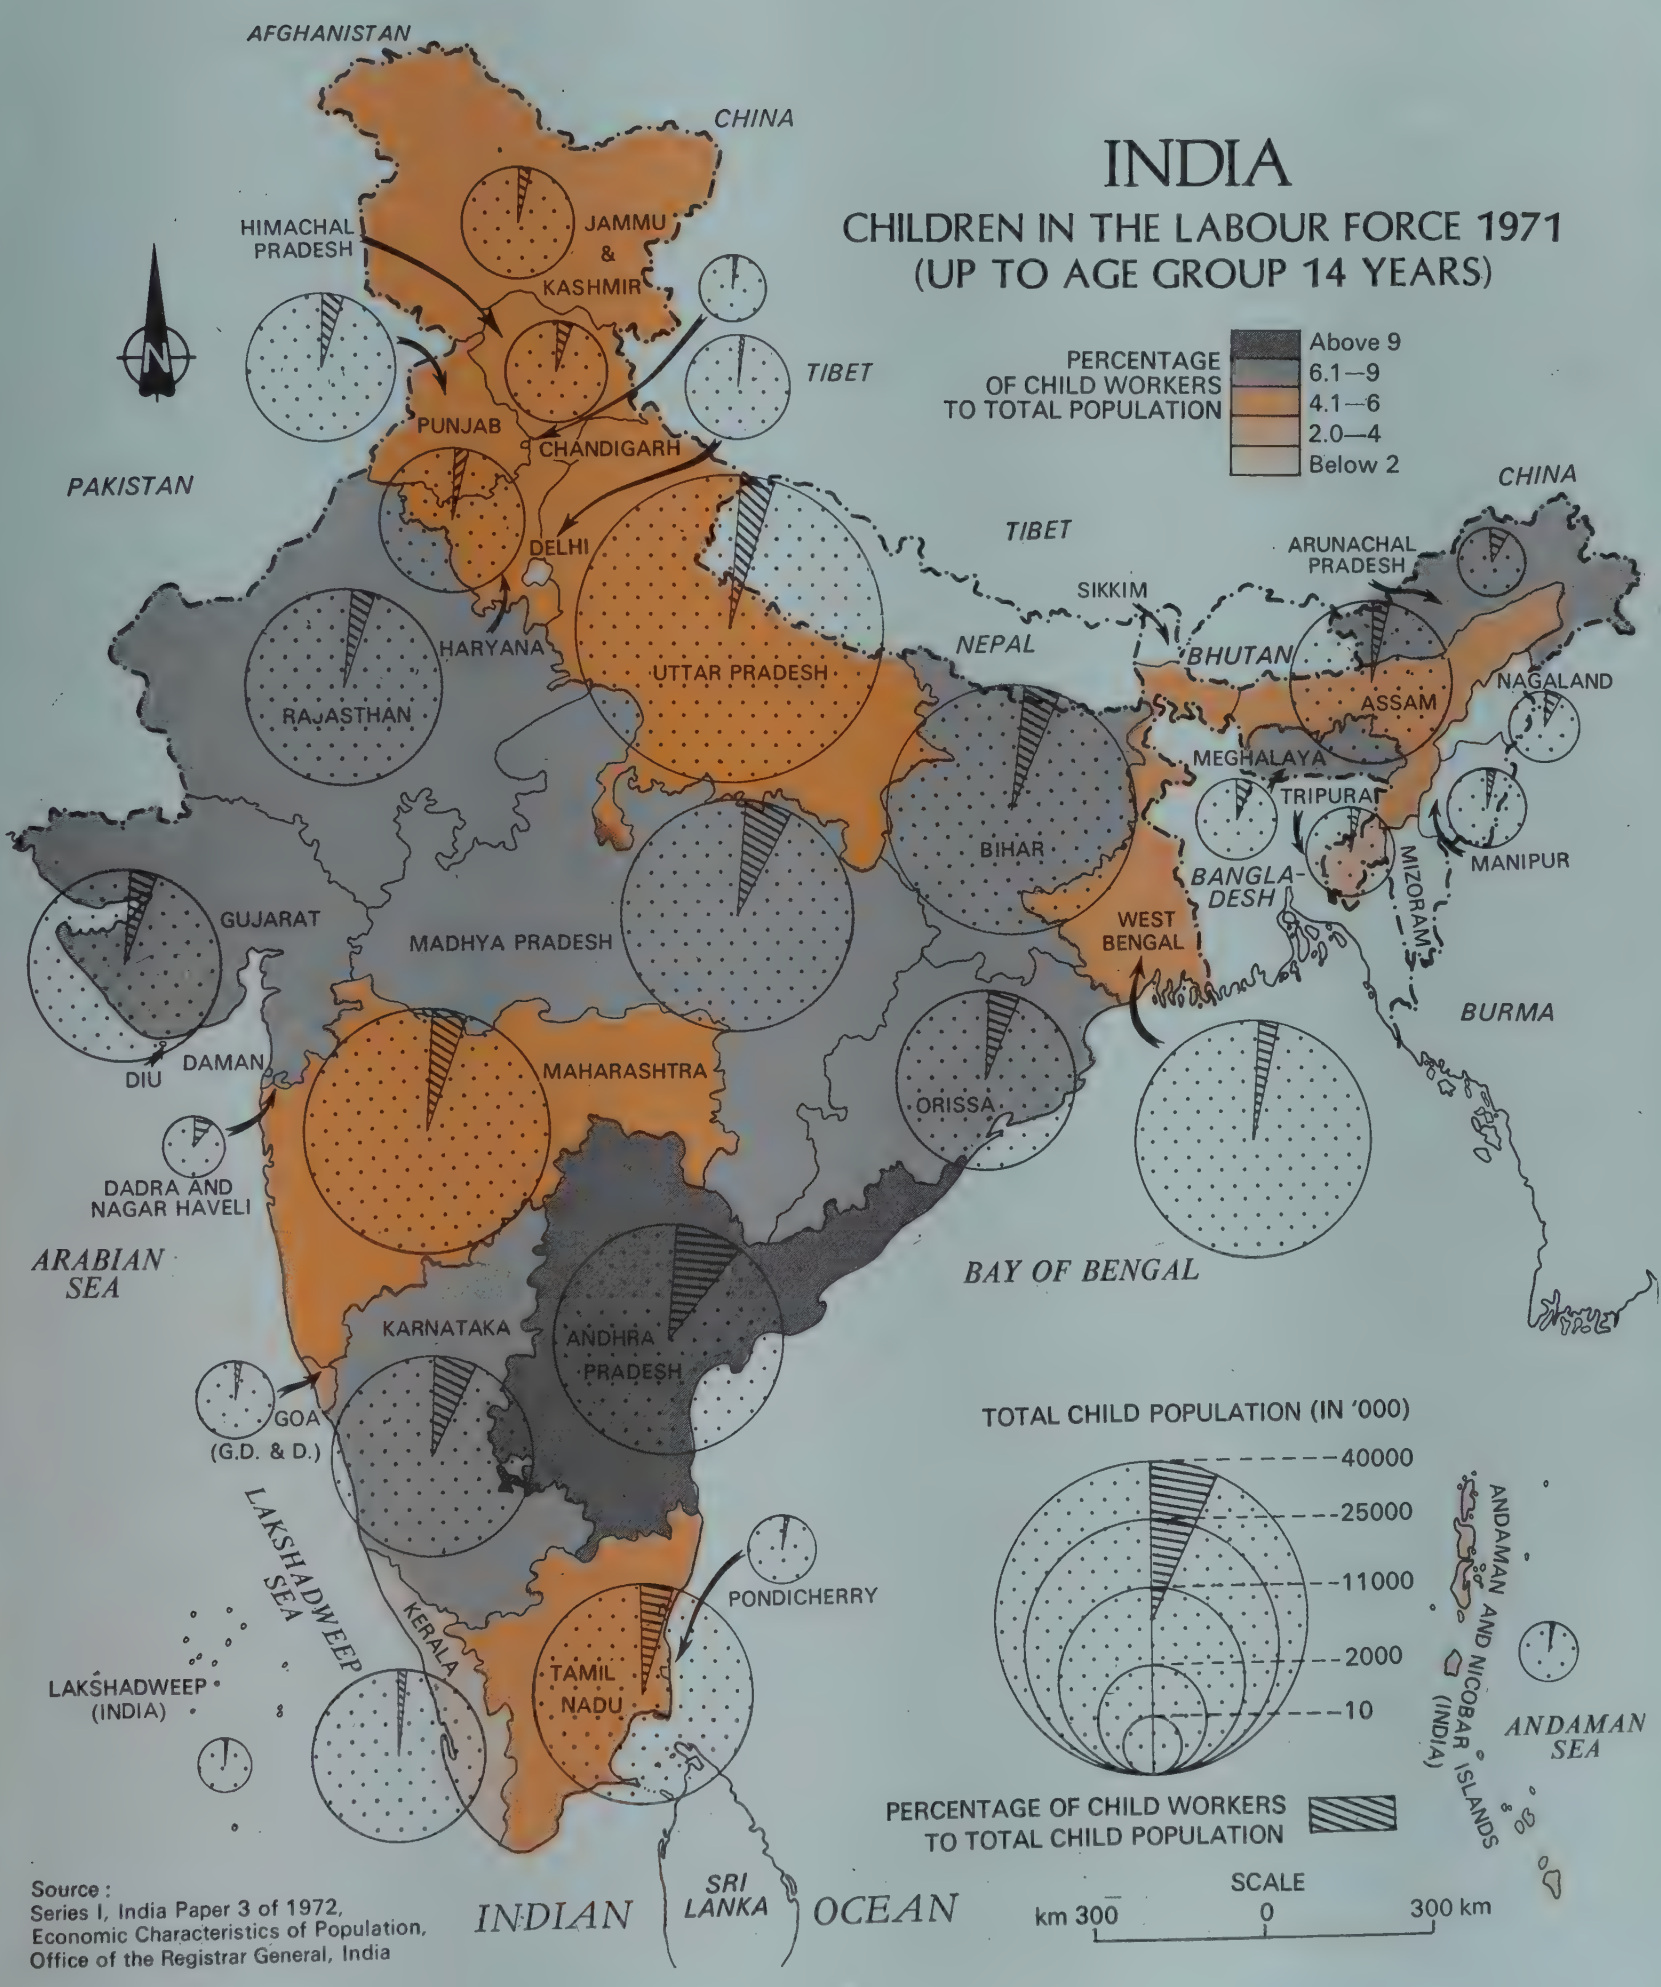 AFGHANISTAN
CHINA
INDIA
CHILDREN IN THE LABOUR FORCE 1971
(UP TO AGE GROUP 14 YEARS)
HIMACHAL
PRADESH
JAMMU
&
KASHMIR
N
PERCENTAGE
OF CHILD WORKERS
TO TOTAL POPULATION
Above 9
6.1—9
4.1—6
2.0—4
Below 2
TIBET
PUNJAB
CHANDIGARH
PAKISTAN
CHINA
TIBET
DELHI
ARUNACHAL
PRADESH
SIKKIM
HARYANA
NEPAL
BHUTAN
UTTAR PRADESH
NAGALAND
RAJASTHAN
ASSAM
MEGHALAYA
TRIPURA
BIHAR
MANIPUR
MIZORAM
BANGLA-
DESH
GUJARAT
WEST
BENGAL
MADHYA PRADESH
BURMA
DAMAN
DIU
MAHARASHTRA
ORISSA
DADRA AND
NAGAR HAVELI
ARABIAN
SEA
BAY OF BENGAL
KARNATAKA
ANDHRA
PRADESH
GOA
(G.D. & D.)
TOTAL CHILD POPULATION (IN '000)
40000
25000
11000
2000
10
LAKSHADWEEP
SEA
ANDAMAN AND NICOBAR ISLANDS
(INDIA)
PONDICHERRY
KERALA
TAMIL
NADU
LAKSHADWEEP
(INDIA)
ANDAMAN
SEA
PERCENTAGE OF CHILD WORKERS
TO TOTAL CHILD POPULATION
SCALE
km 300 0 300 km
SRI
LANKA
INDIAN OCEAN
Source :
Series I, India Paper 3 of 1972,
Economic Characteristics of Population,
Office of the Registrar General, India